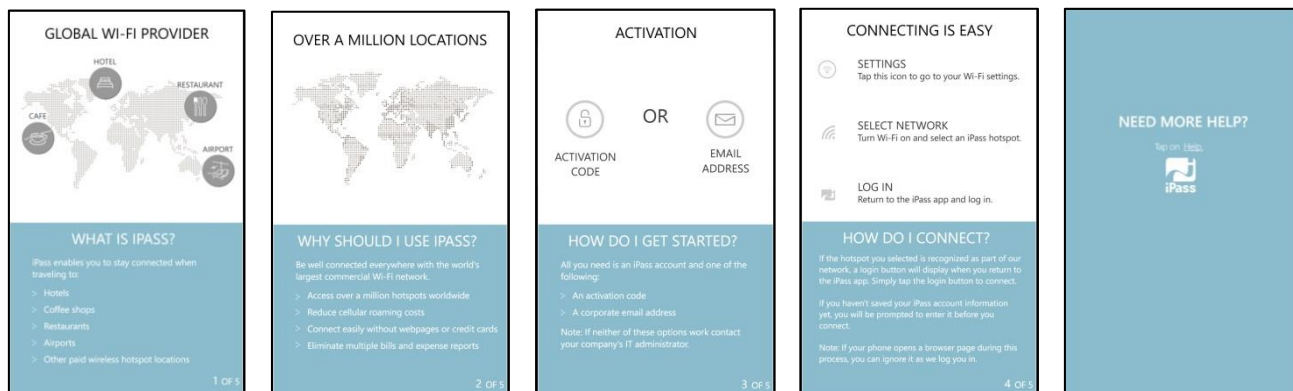 GLOBAL WI-FI PROVIDER
HOTEL
RESTAURANT
CAFE
AIRPORT
WHAT IS IPASS?
iPass enables you to stay connected when
traveling to:
> Hotels
> Coffee shops
> Restaurants
> Airports
> Other paid wireless hotspot locations
1 OF 5
OVER A MILLION LOCATIONS
WHY SHOULD I USE IPASS?
Be well connected everywhere with the world's
largest commercial Wi-Fi network.
> Access over a million hotspots worldwide
> Reduce cellular roaming costs
> Connect easily without webpages or credit cards
> Eliminate multiple bills and expense reports
2 OF 5
ACTIVATION
OR
ACTIVATION
CODE
EMAIL
ADDRESS
HOW DO I GET STARTED?
All you need is an iPass account and one of the
following:
> An activation code
> A corporate email address
Note: If neither of these options work contact
your company's IT administrator.
3 OF 5
CONNECTING IS EASY
SETTINGS
Tap this icon to go to your Wi-Fi settings.
SELECT NETWORK
Turn Wi-Fi on and select an iPass hotspot.
LOG IN
Return to the iPass app and log in.
HOW DO I CONNECT?
If the hotspot you selected is recognized as part of our
network, a login button will display when you return to
the iPass app. Simply tap the login button to connect.
If you haven't saved your iPass account information
yet, you will be prompted to enter it before you
connect.
Note: If your phone opens a browser page during this
process, you can ignore it as we log you in.
4 OF 5
NEED MORE HELP?
Tap on Help.
iPass